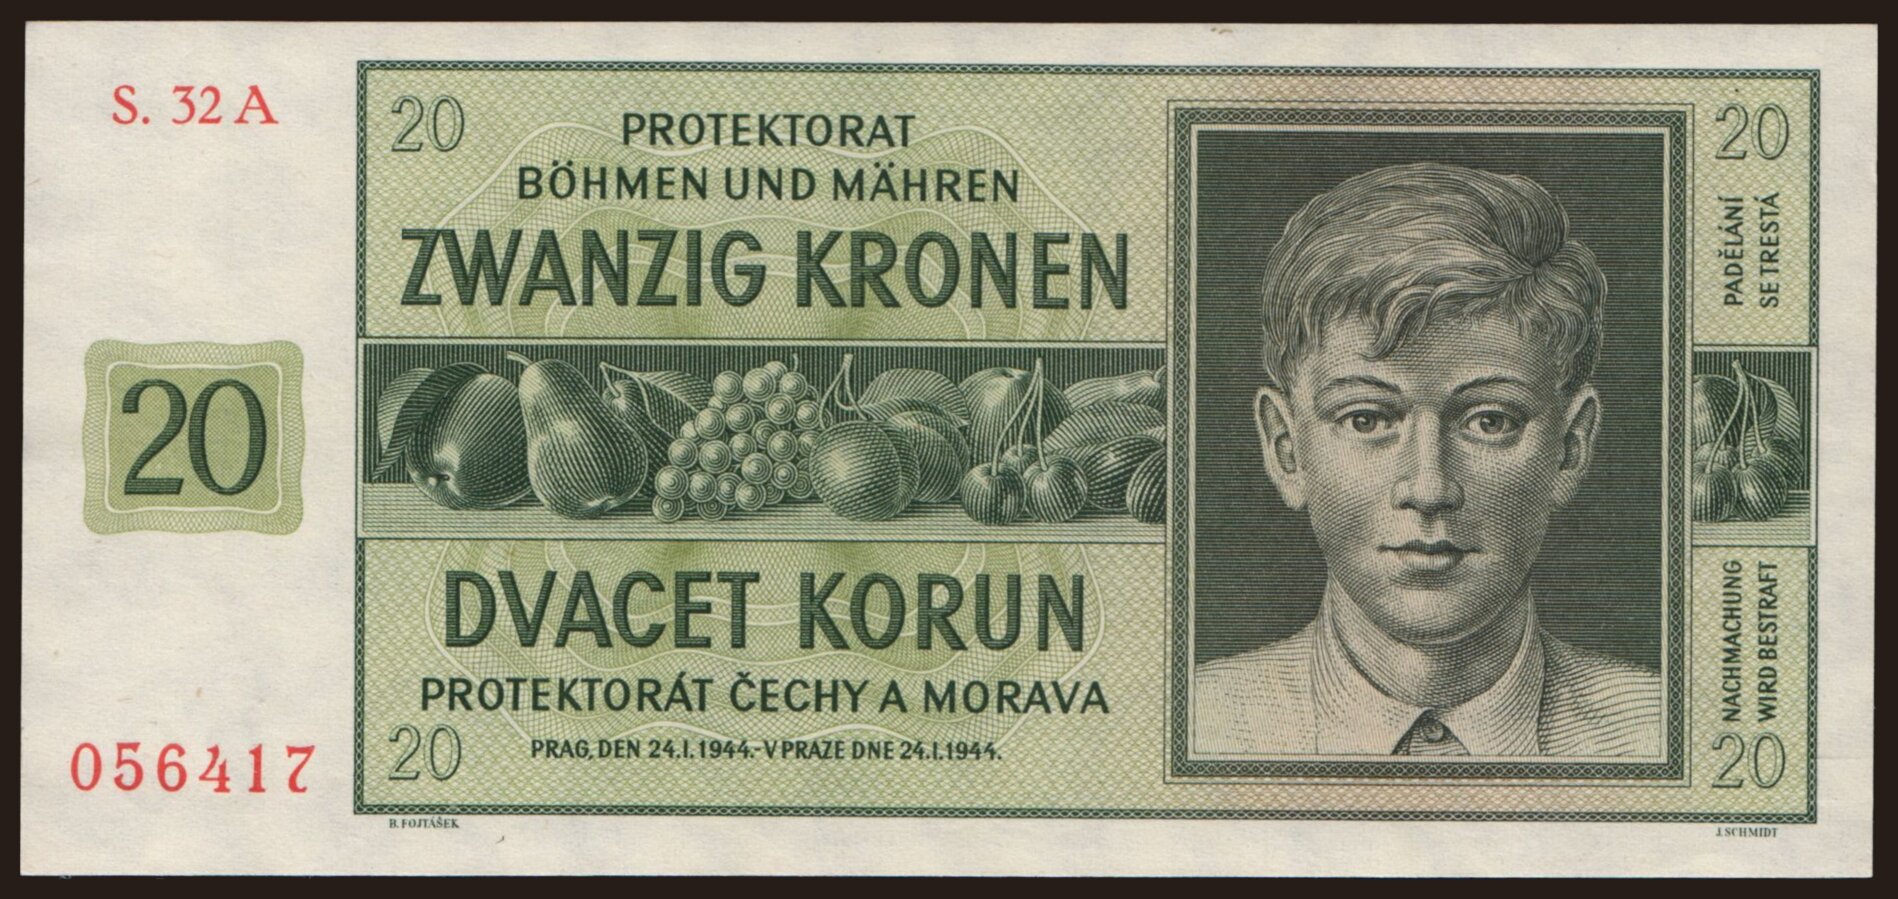 S. 32 A
20
20
PROTEKTORAT
BÖHMEN UND MÄHREN
ZWANZIG KRONEN
PADĚLÁNÍ
SE TRESTÁ
20
DVACET KORUN
PROTEKTORÁT ČECHY A MORAVA
NACHMACHUNG
WIRD BESTRAFT
20
PRAG, DEN 24.I.1944.-V PRAZE DNE 24.I.1944.
20
056417
B. FOJTÁŠEK
J. SCHMIDT